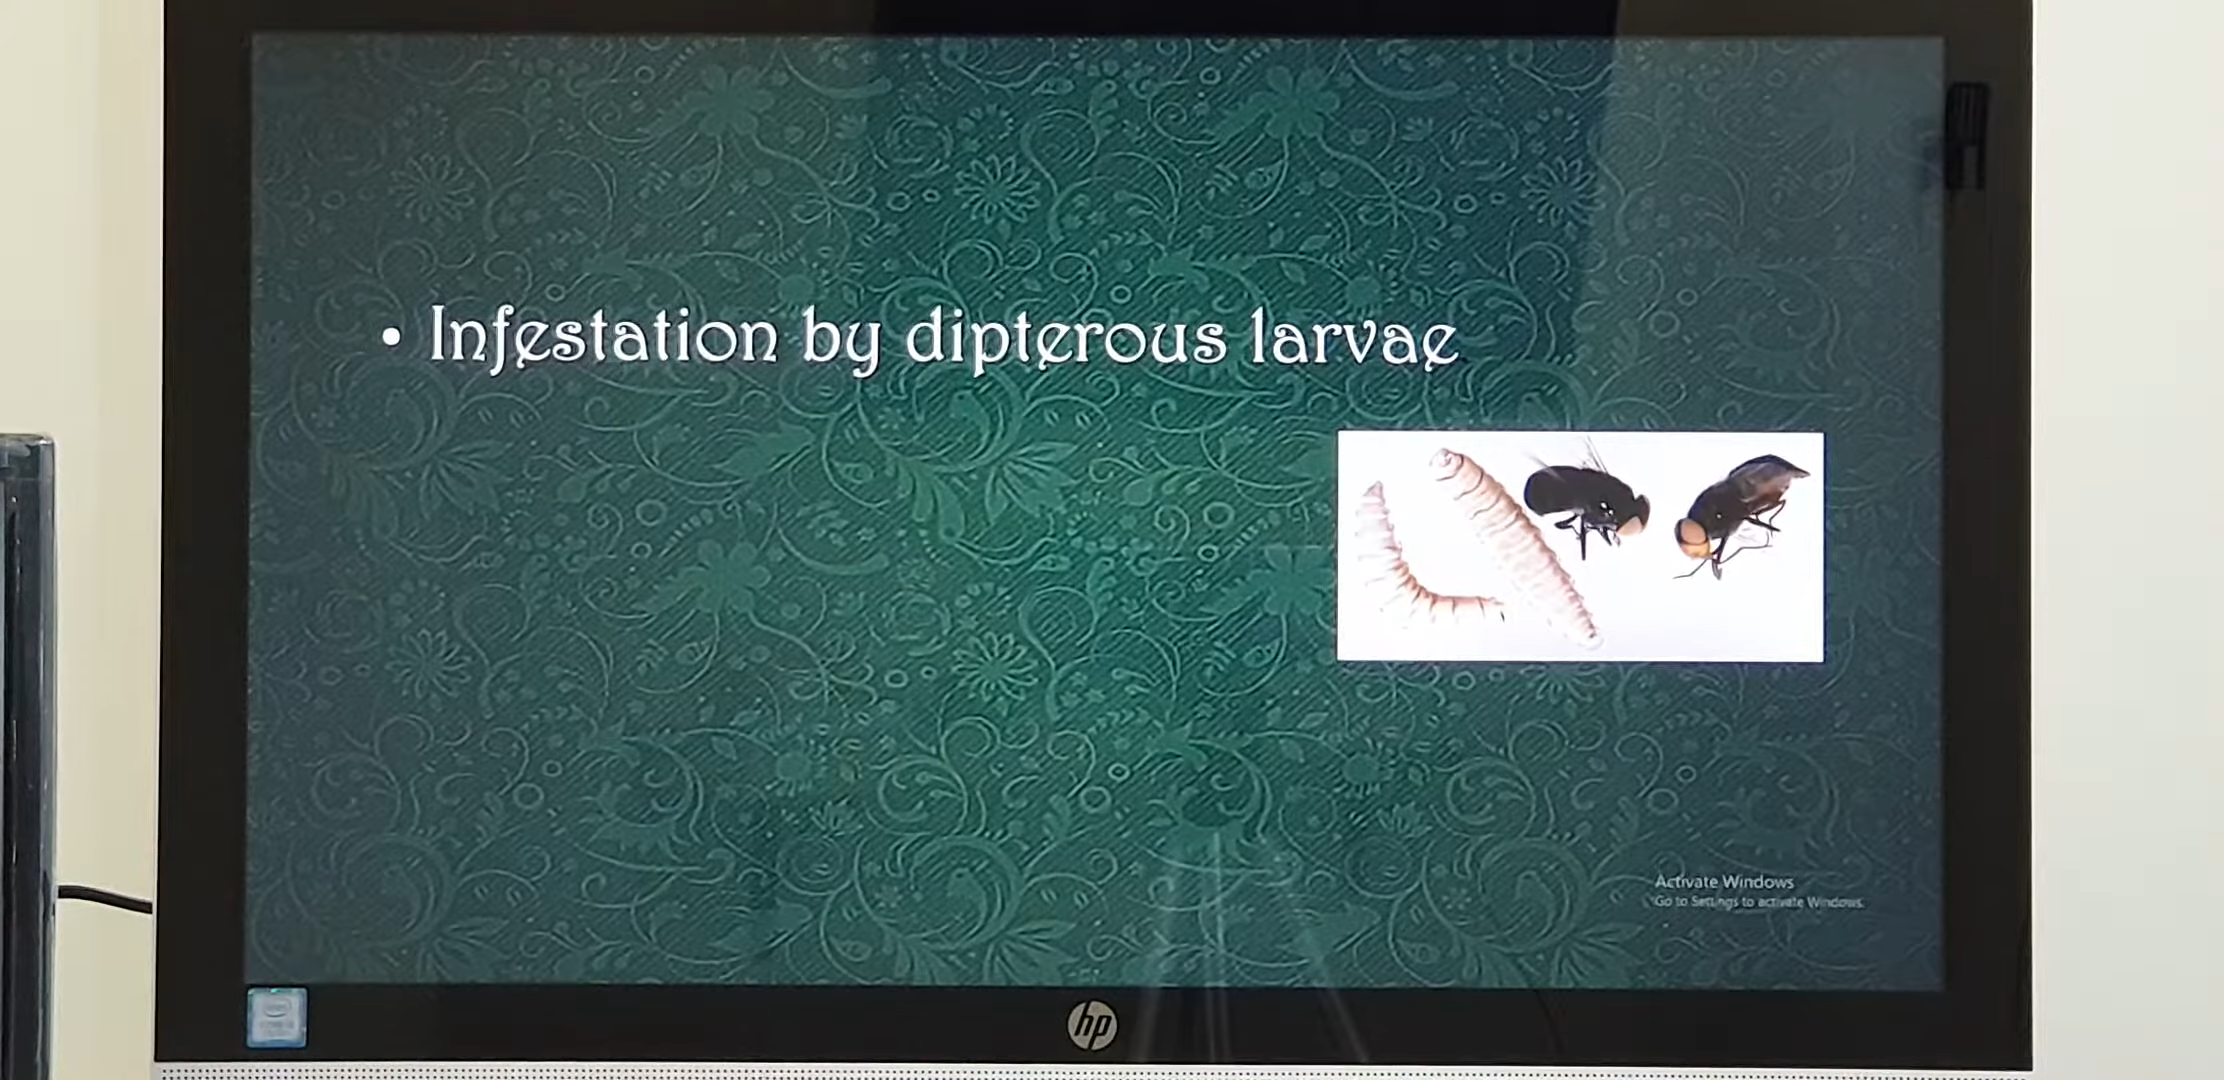 • Infestation by dipterous larvae
Activate Windows
Go to Settings to activate Windows.
hp